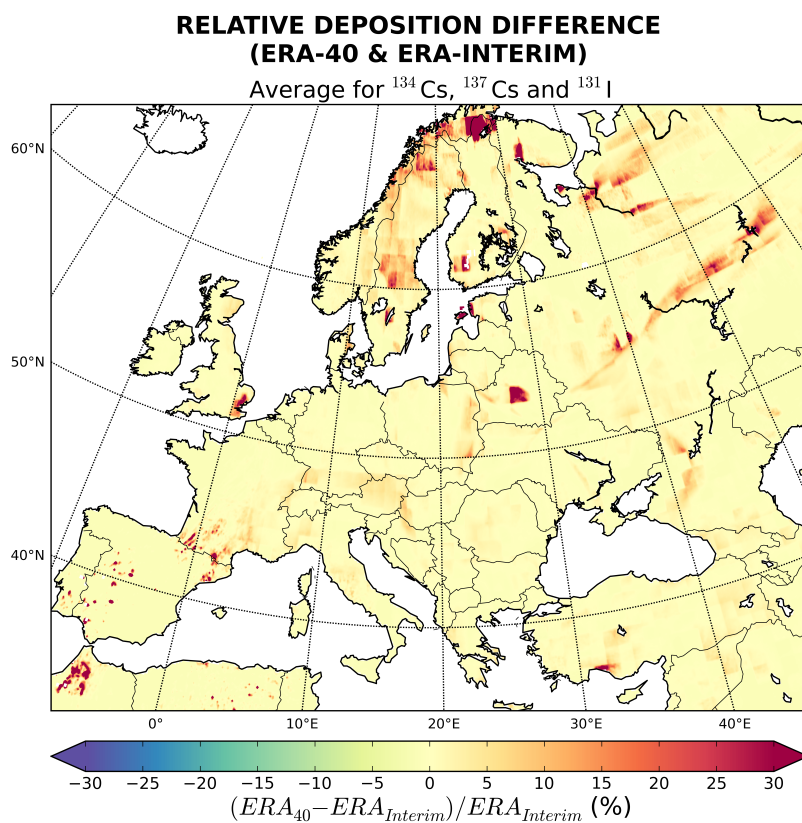 RELATIVE DEPOSITION DIFFERENCE
(ERA-40 & ERA-INTERIM)
Average for ¹³⁴Cs, ¹³⁷Cs and ¹³¹I
60°N
50°N
40°N
0° 10°E 20°E 30°E 40°E
−30 −25 −20 −15 −10 −5 0 5 10 15 20 25 30
(ERA₄₀−ERA_Interim)/ERA_Interim (%)